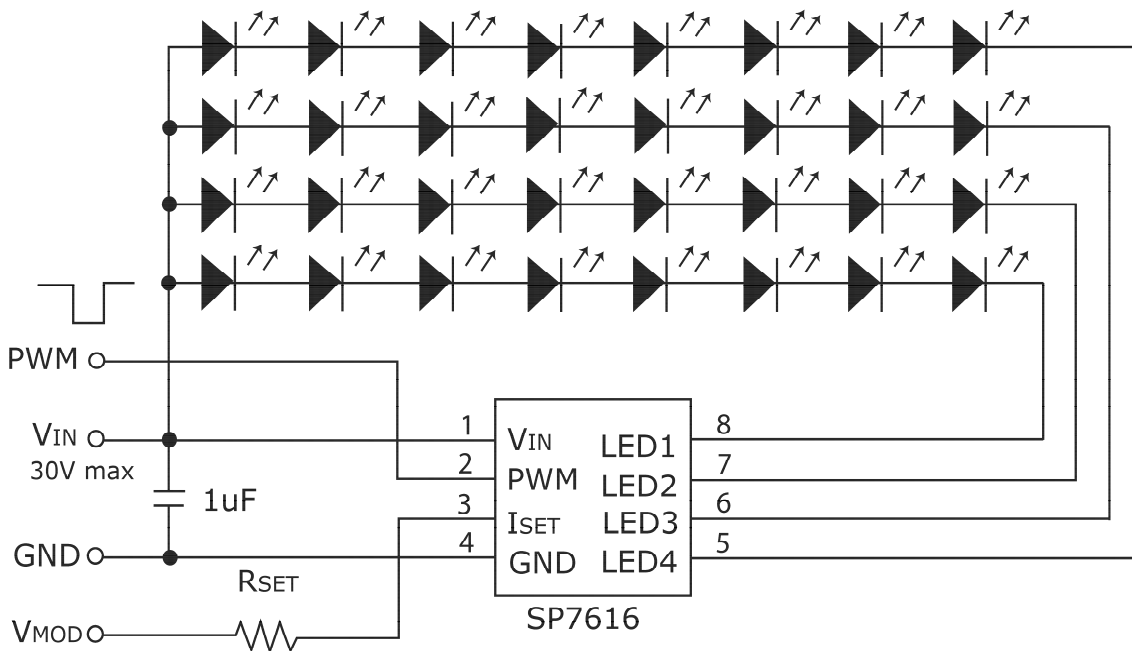 PWM
VIN
30V max
1uF
GND
RSET
VMOD
1
2
3
4
VIN
PWM
ISET
GND
LED1
LED2
LED3
LED4
8
7
6
5
SP7616